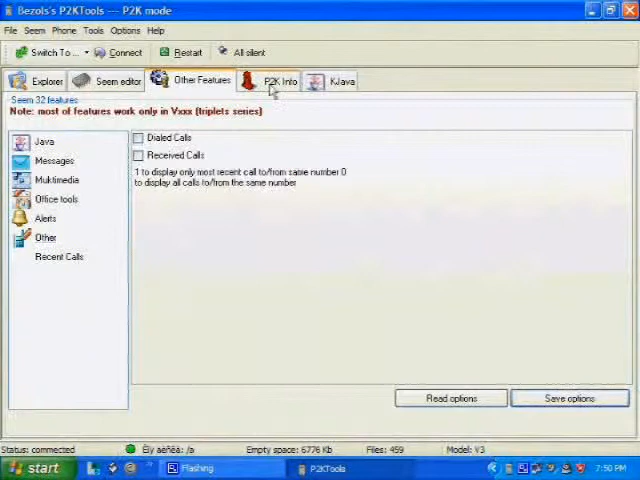 Bezols's P2KTools --- P2K mode
File Seem Phone Tools Options Help
Switch To ... Connect Restart All silent
Explorer Seem editor Other Features P2K Info KJava
Seem 32 features
Note: most of features work only in Vxxx (triplets series)
Java
Messages
Muktimedia
Office tools
Alerts
Other
Recent Calls
Dialed Calls
Received Calls
1 to display only most recent call to/from same number 0
to display all calls to/from the same number
Read options Save options
Status: connected Empty space: 6776 Kb Files: 459 Model: V3
start Flashing P2KTools 7:50 PM